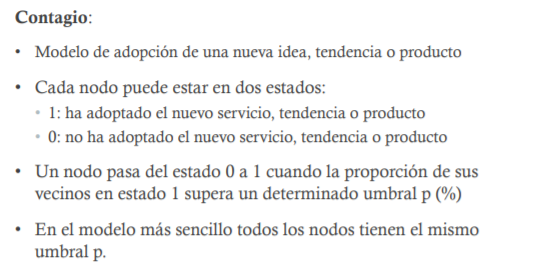 Contagio:
• Modelo de adopción de una nueva idea, tendencia o producto
• Cada nodo puede estar en dos estados:
• 1: ha adoptado el nuevo servicio, tendencia o producto
• 0: no ha adoptado el nuevo servicio, tendencia o producto
• Un nodo pasa del estado 0 a 1 cuando la proporción de sus
vecinos en estado 1 supera un determinado umbral p (%)
• En el modelo más sencillo todos los nodos tienen el mismo
umbral p.